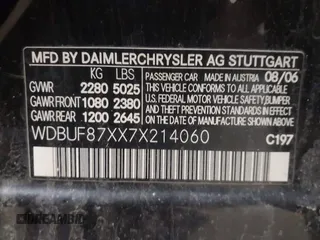 MFD BY DAIMLERCHRYSLER AG STUTTGART
KG LBS PASSENGER CAR MADE IN AUSTRIA 08/06
GVWR 2280 5025 THIS VEHICLE CONFORMS TO ALL
GAWR FRONT 1080 2380 APPLICABLE U.S. FEDERAL MOTOR VEHICLE
GAWR REAR 1200 2645 SAFETY, BUMPER, AND THEFT PREVENTION STANDARDS IN EFFECT
ON THE DATE OF MANUFACTURE SHOWN ABOVE
WDBUF87XX7X214060
C197